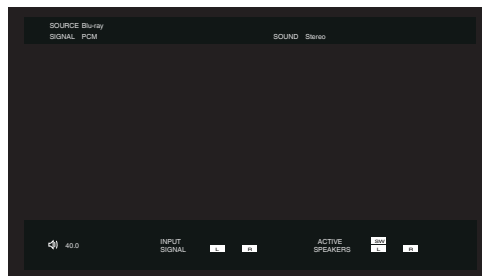 SOURCE Blu-ray
SIGNAL PCM SOUND Stereo
INPUT ACTIVE SW
40.0 SIGNAL L R SPEAKERS L R